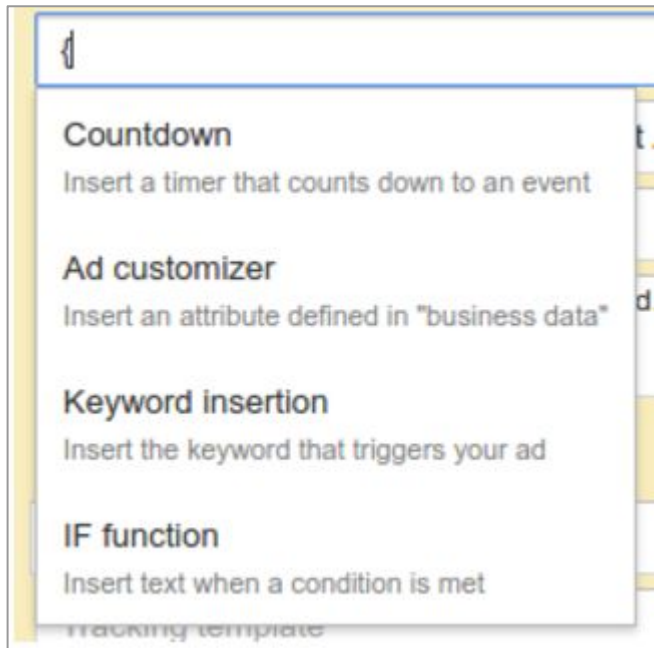 {
Countdown
Insert a timer that counts down to an event
Ad customizer
Insert an attribute defined in "business data"
Keyword insertion
Insert the keyword that triggers your ad
IF function
Insert text when a condition is met
Tracking template